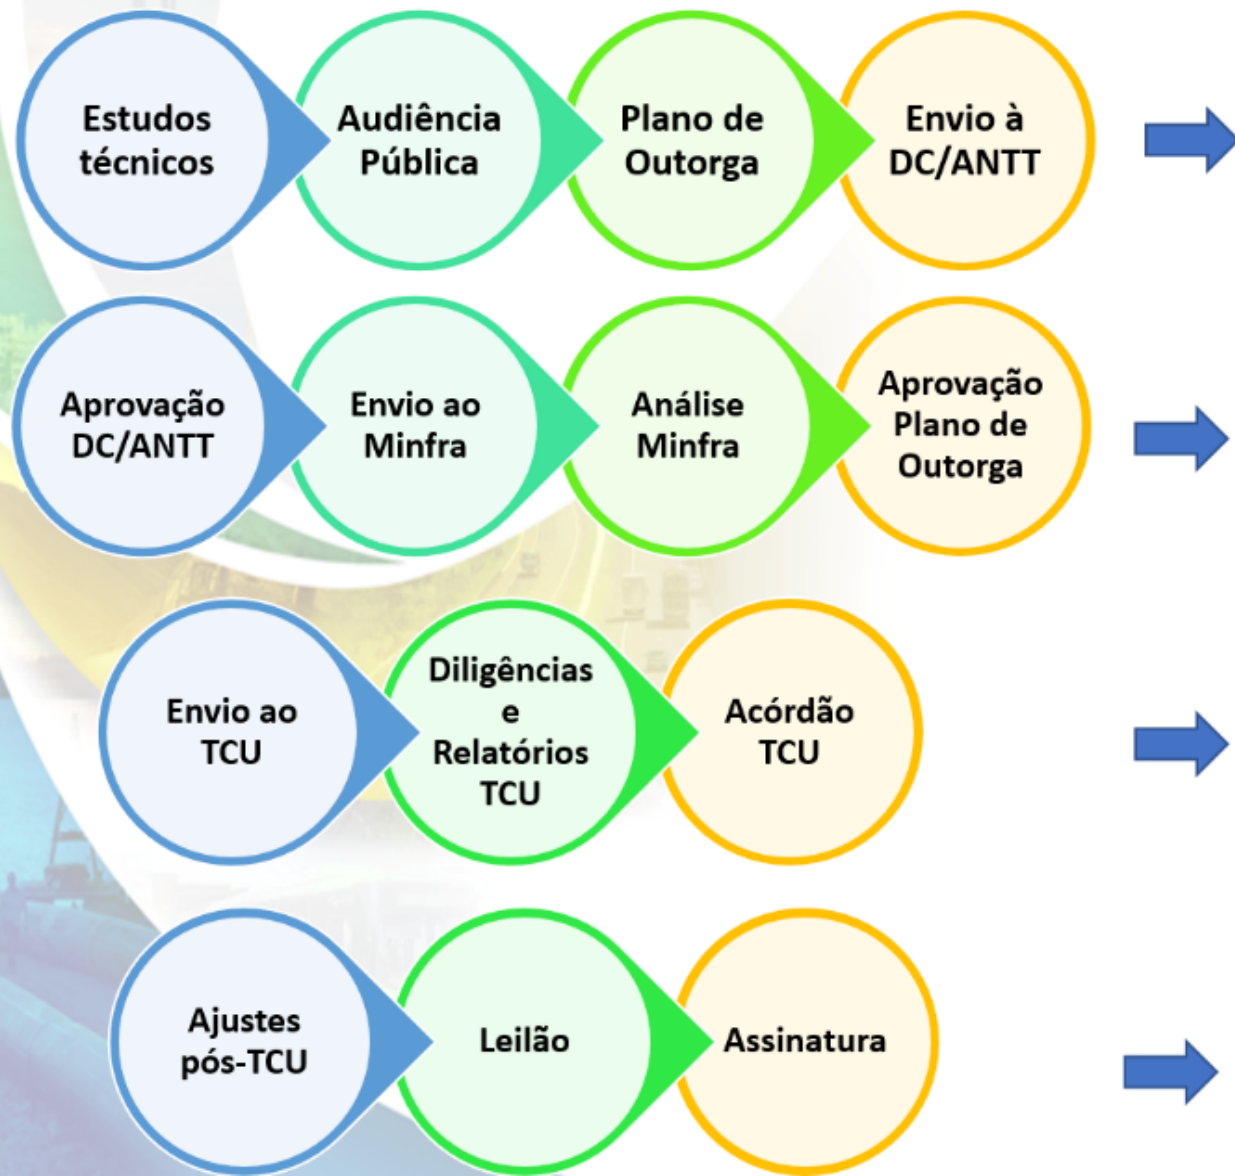 Estudos
técnicos
Audiência
Pública
Plano de
Outorga
Envio à
DC/ANTT
Aprovação
DC/ANTT
Envio ao
Minfra
Análise
Minfra
Aprovação
Plano de
Outorga
Envio ao
TCU
Diligências
e
Relatórios
TCU
Acórdão
TCU
Ajustes
pós-TCU
Leilão
Assinatura